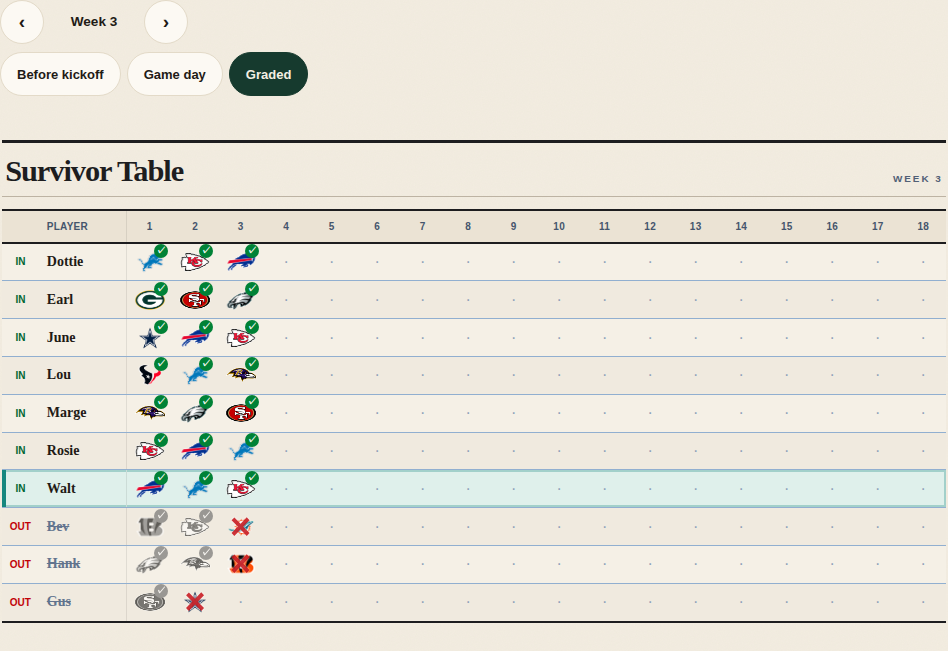 ‹ Week 3 ›
Before kickoff Game day Graded
Survivor Table WEEK 3
PLAYER 1 2 3 4 5 6 7 8 9 10 11 12 13 14 15 16 17 18
IN Dottie
IN Earl
IN June
IN Lou
IN Marge
IN Rosie
IN Walt
OUT Bev
OUT Hank
OUT Gus